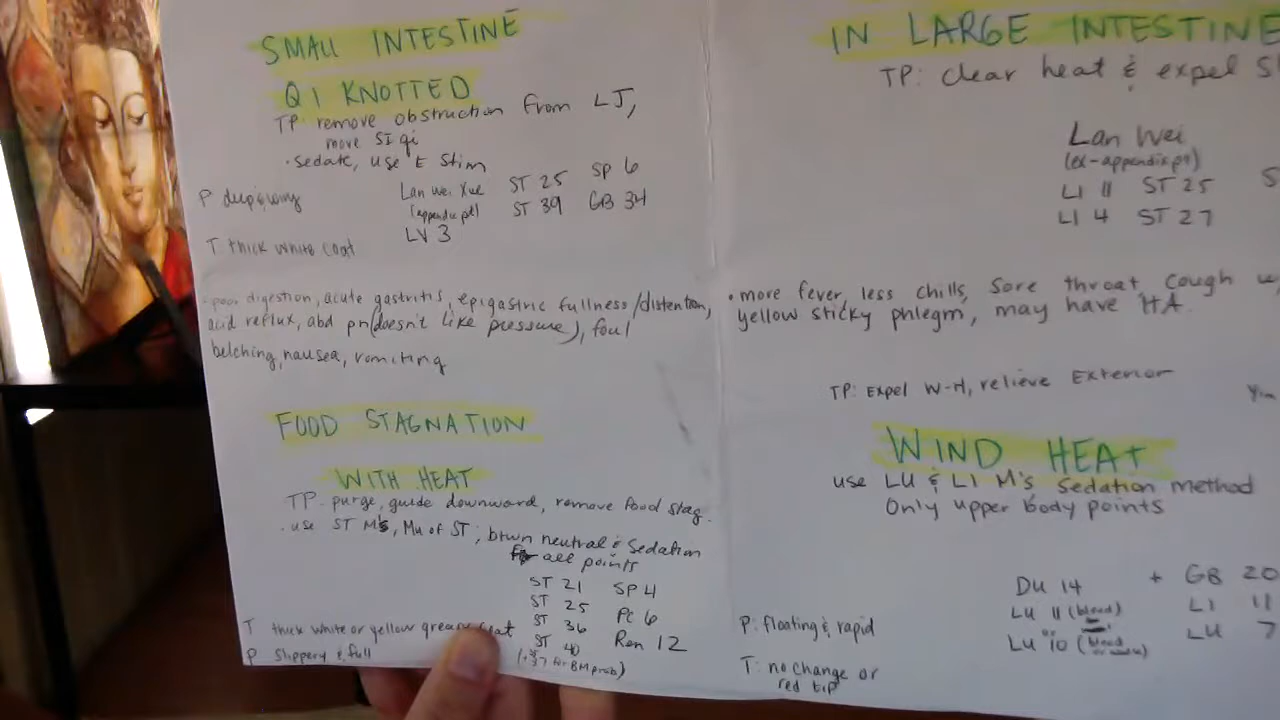 SMALL INTESTINE
QI KNOTTED
TP: remove obstruction from LJ,
move SI qi
• sedate, use E Stim
Lan Wei Xue ST 25 SP 6
(appendix pt) ST 39 GB 34
LV 3
P deep & wiry
T thick white coat
• poor digestion, acute gastritis, epigastric fullness/distention,
acid reflux, abd pn (doesn't like pressure), foul
belching, nausea, vomiting
FOOD STAGNATION
WITH HEAT
TP: purge, guide downward, remove food stag.
• use ST M's, Mu of ST; btwn neutral & Sedation
all points
ST 21 SP 4
ST 25 Pc 6
ST 36 Ren 12
ST 40
37 for BM prob)
T thick white or yellow greasy coat
P slippery & full
IN LARGE INTESTINE
TP: clear heat & expel
Lan Wei
(ex-appendix pt)
LI 11 ST 25
LI 4 ST 27
• more fever, less chills, Sore throat cough w/
yellow sticky phlegm, may have HA.
TP: Expel W-H, relieve Exterior
WIND HEAT
use LU & LI M's Sedation method
Only upper body points
Du 14 + GB 20
LU 11 (bleed) LI 11
LU 10 (bleed LU 7
P: floating & rapid
T: no change or
red tip